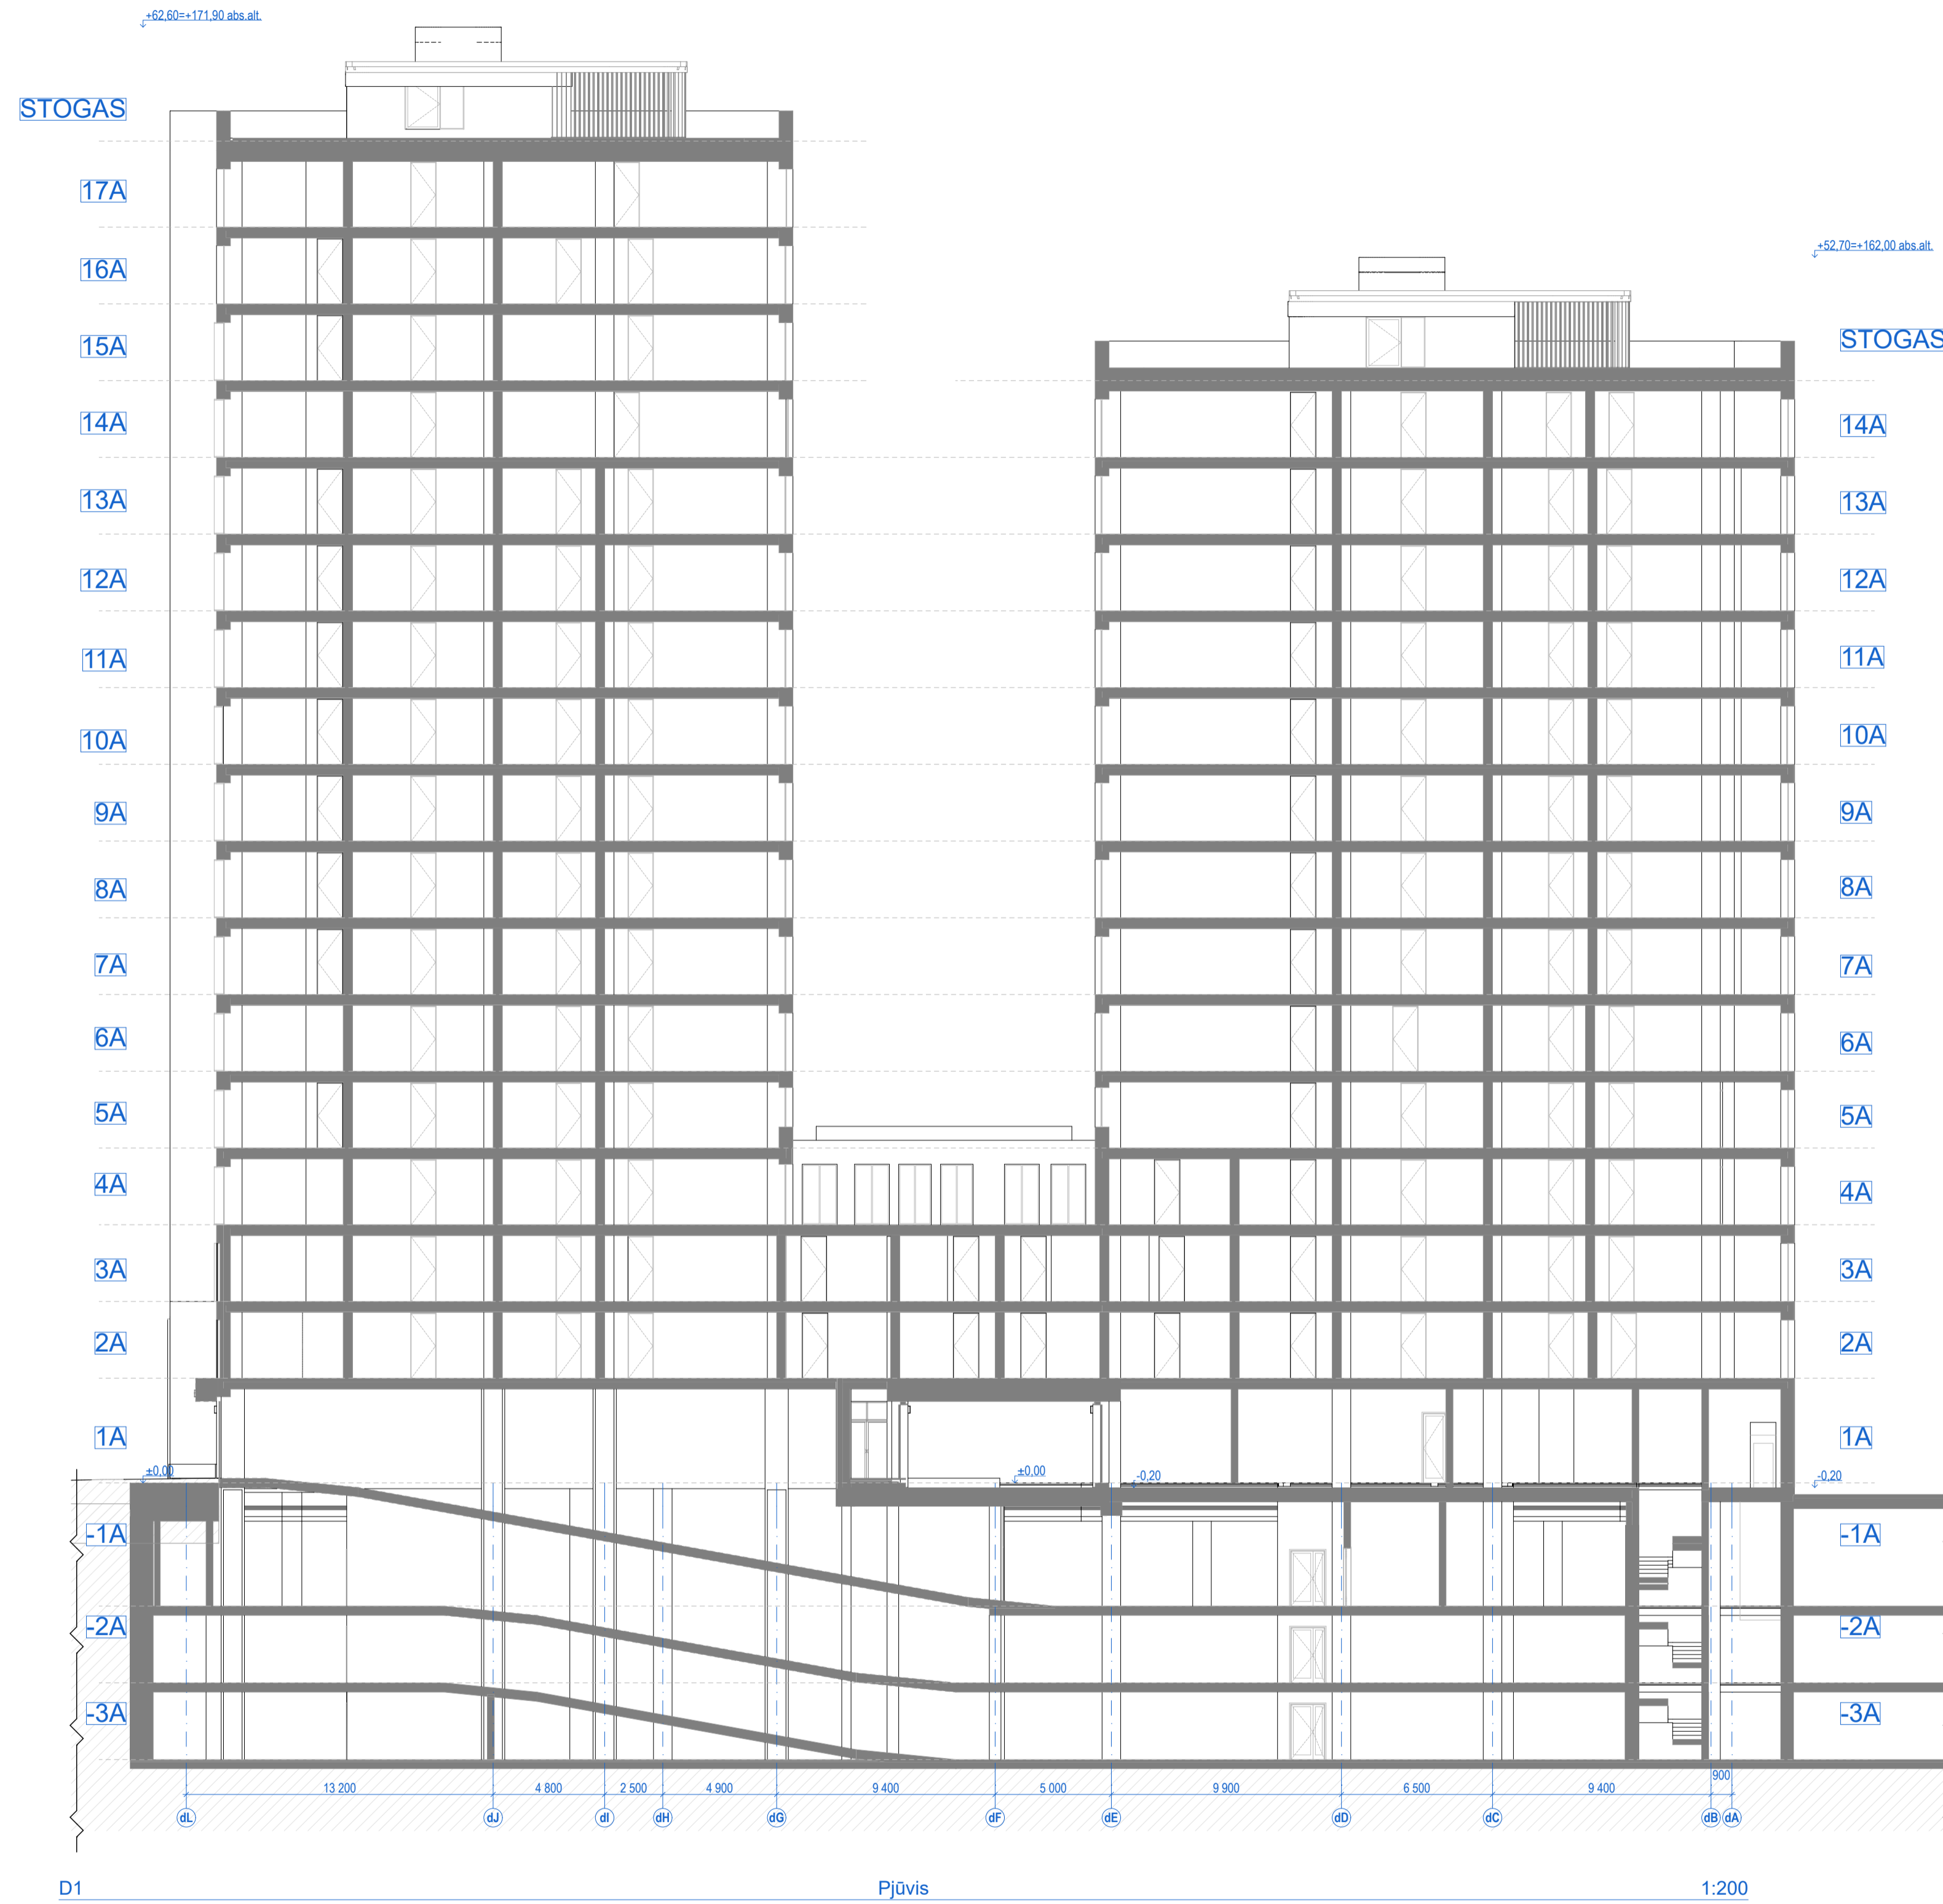 +62,60=+171,90 abs.alt.
STOGAS
17A
16A
+52,70=+162,00 abs.alt.
15A
STOGAS
14A
14A
13A
13A
12A
12A
11A
11A
10A
10A
9A
9A
8A
8A
7A
7A
6A
6A
5A
5A
4A
4A
3A
3A
2A
2A
1A
1A
±0,00
±0,00
-0,20
-0,20
-1A
-1A
-2A
-2A
-3A
-3A
13 200
4 800
2 500
4 900
9 400
5 000
9 900
6 500
9 400
900
dL
dJ
dI
dH
dG
dF
dE
dD
dC
dB
dA
D1
Pjūvis
1:200